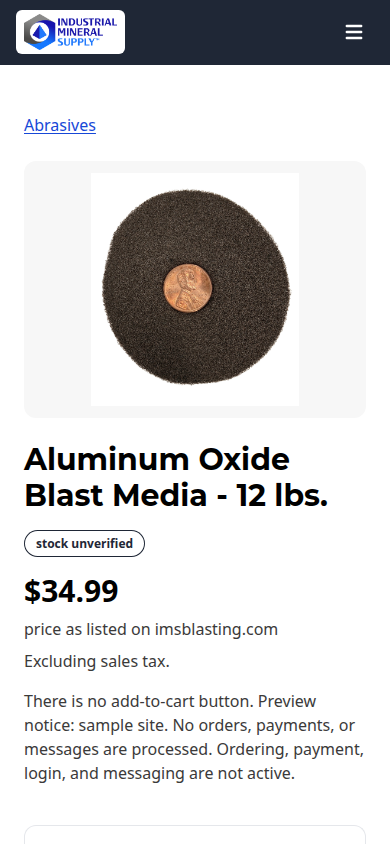 INDUSTRIAL
MINERAL
SUPPLY™
Abrasives
Aluminum Oxide
Blast Media - 12 lbs.
stock unverified
$34.99
price as listed on imsblasting.com
Excluding sales tax.
There is no add-to-cart button. Preview
notice: sample site. No orders, payments, or
messages are processed. Ordering, payment,
login, and messaging are not active.